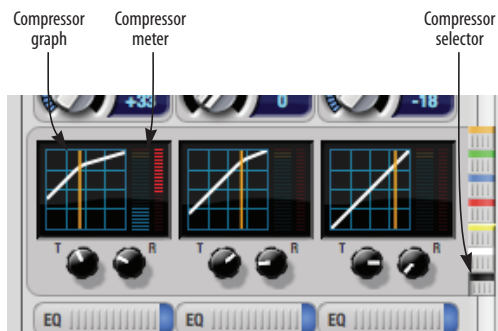 Compressor
graph
Compressor
meter
Compressor
selector
+33
0
-18
T R T R T R
EQ EQ EQ